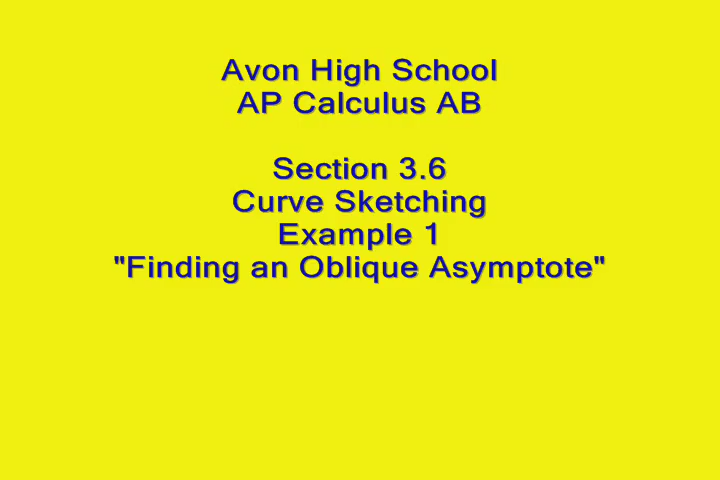 Avon High School
AP Calculus AB
Section 3.6
Curve Sketching
Example 1
"Finding an Oblique Asymptote"